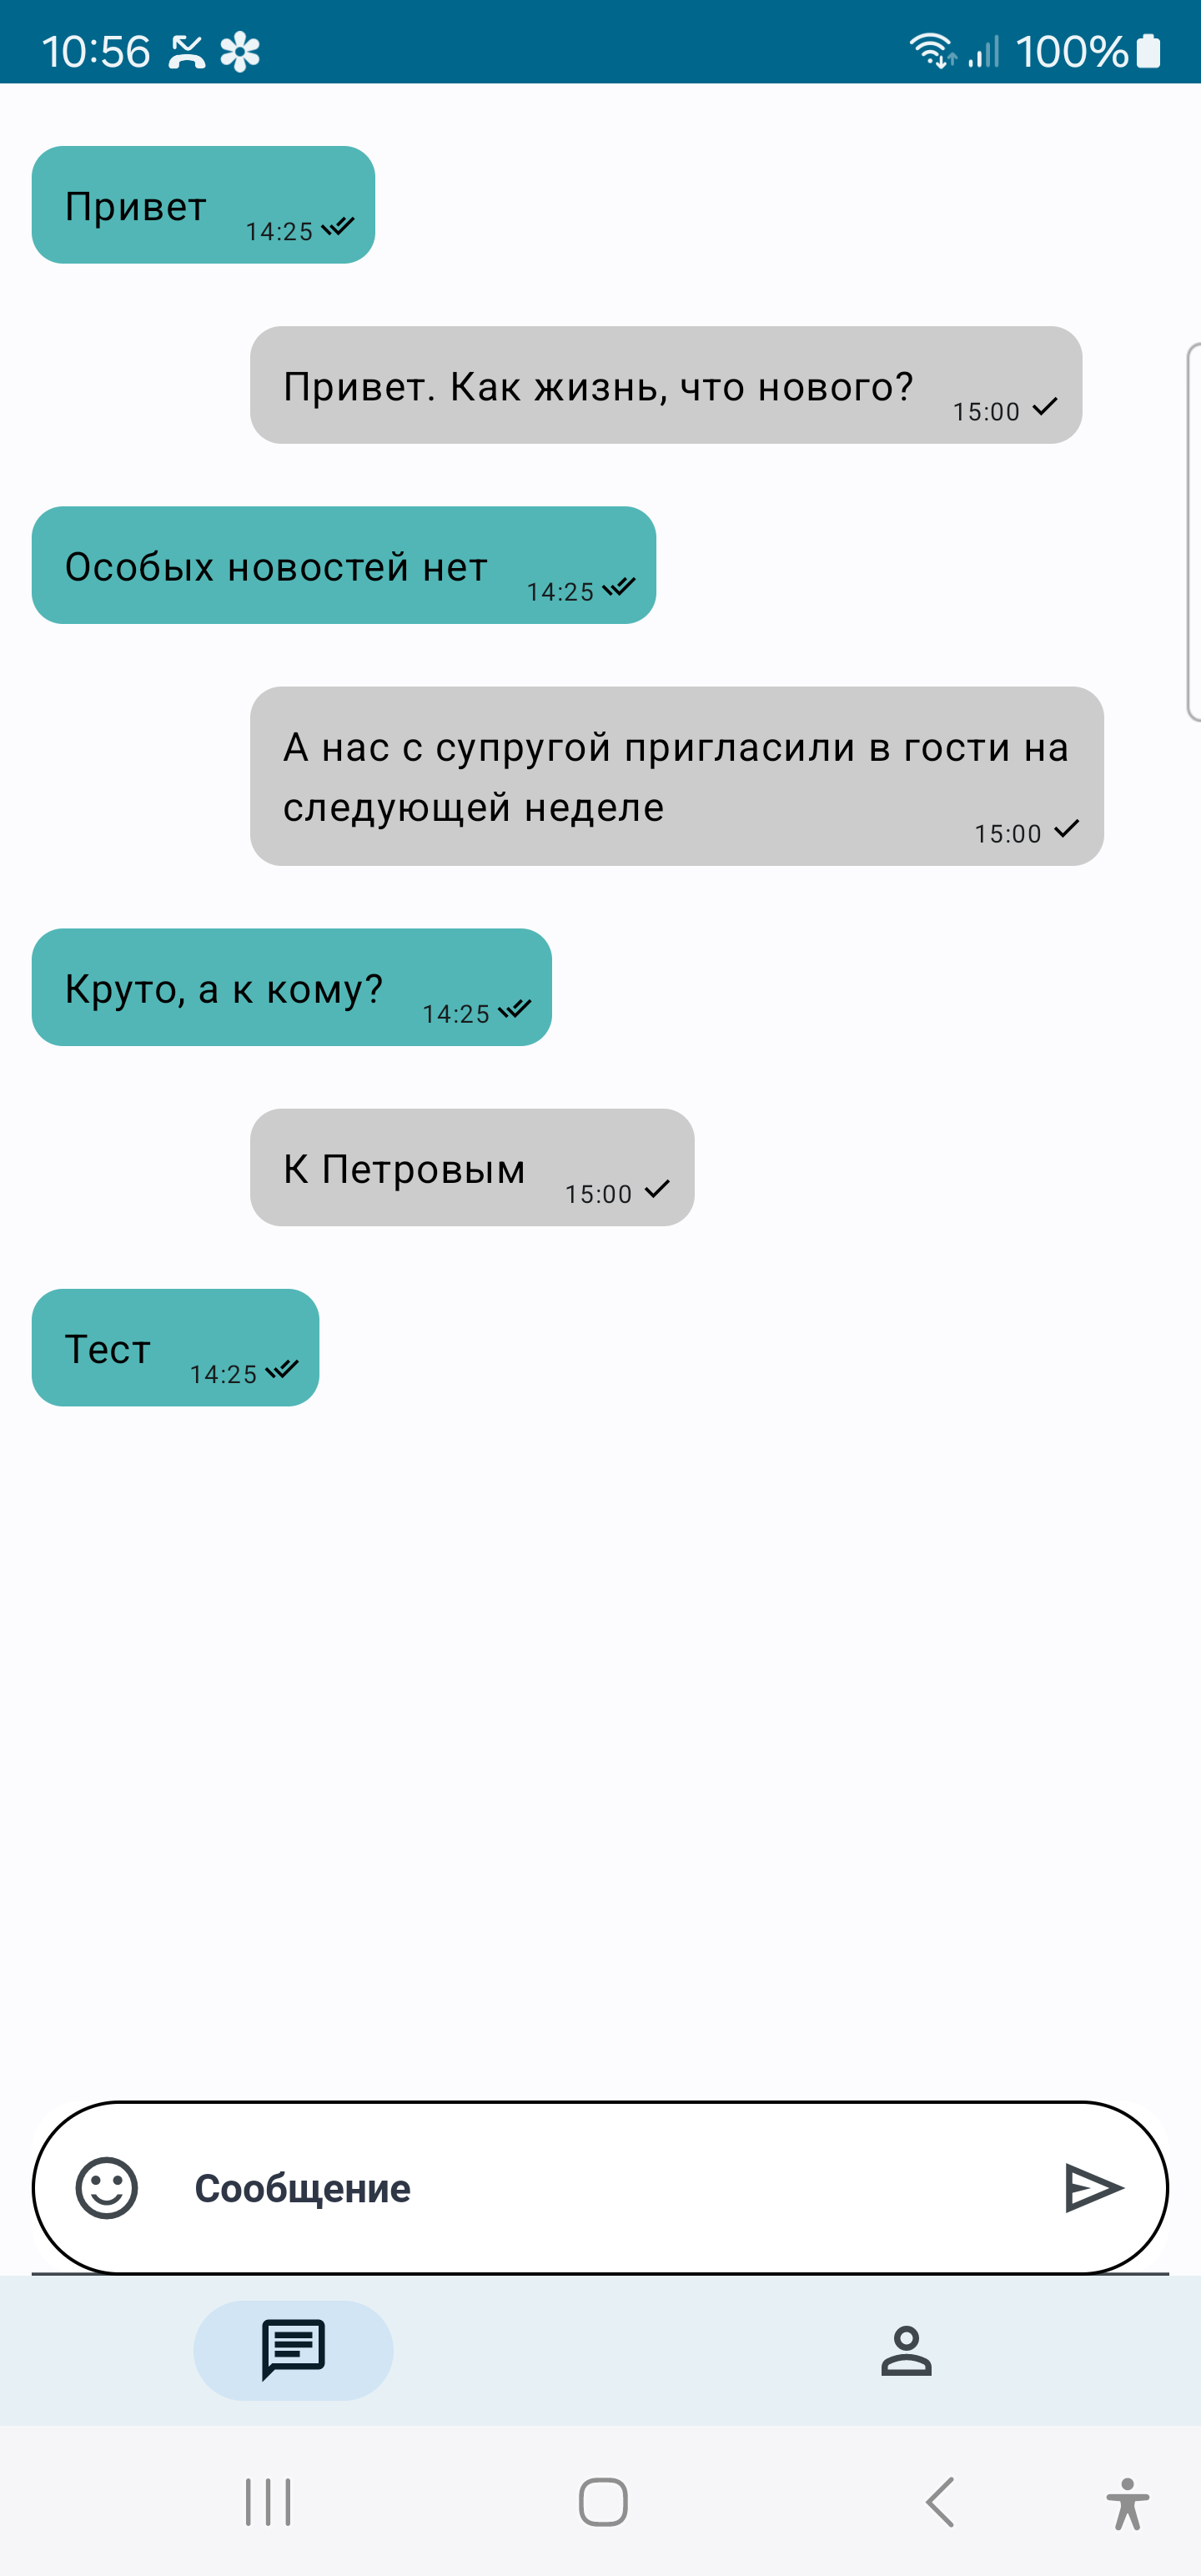 10:56 100%
Привет
14:25
Привет. Как жизнь, что нового?
15:00
Особых новостей нет
14:25
А нас с супругой пригласили в гости на
следующей неделе
15:00
Круто, а к кому?
14:25
К Петровым
15:00
Тест
14:25
Сообщение